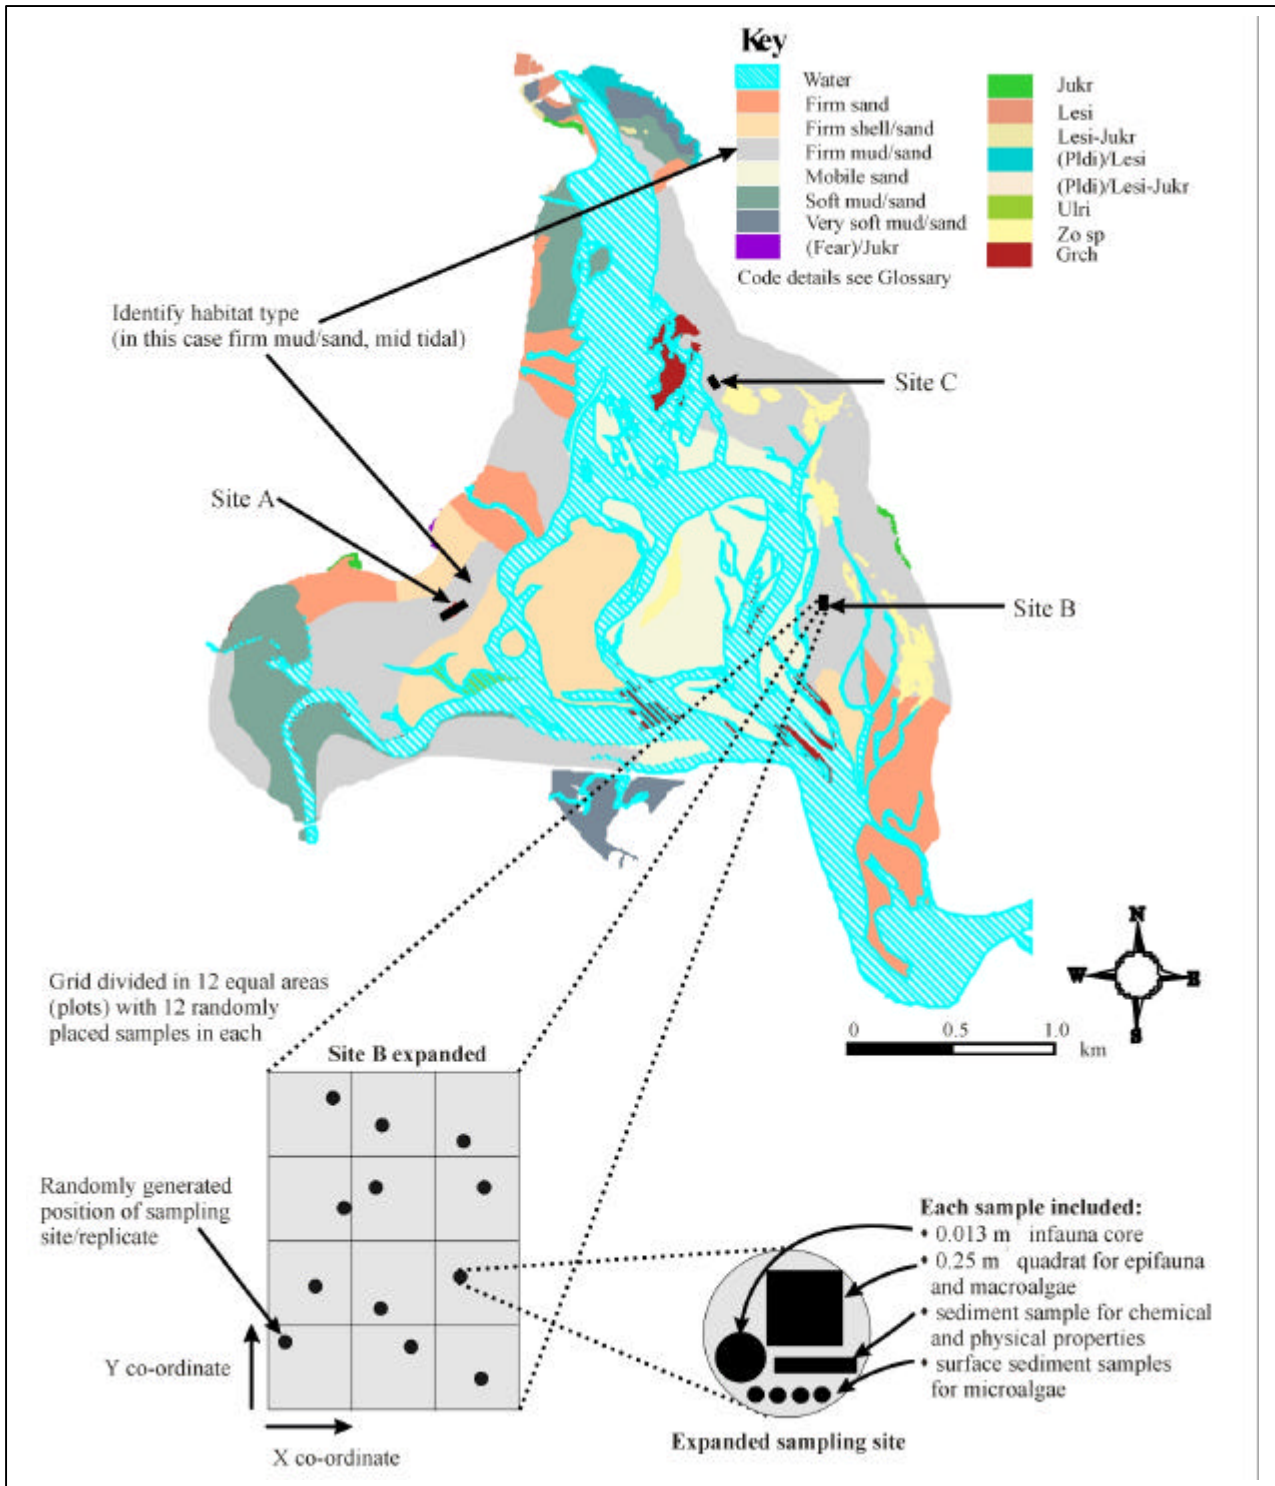 Key
Water
Firm sand
Firm shell/sand
Firm mud/sand
Mobile sand
Soft mud/sand
Very soft mud/sand
(Fear)/Jukr
Jukr
Lesi
Lesi-Jukr
(Pldi)/Lesi
(Pldi)/Lesi-Jukr
Ulri
Zo sp
Grch
Code details see Glossary
Identify habitat type
(in this case firm mud/sand, mid tidal)
Site C
Site A
Site B
N
W
E
S
0 0.5 1.0
km
Grid divided in 12 equal areas
(plots) with 12 randomly
placed samples in each
Site B expanded
Randomly generated
position of sampling
site/replicate
Y co-ordinate
X co-ordinate
Each sample included:
♦ 0.013 m infauna core
♦ 0.25 m quadrat for epifauna
and macroalgae
♦ sediment sample for chemical
and physical properties
♦ surface sediment samples
for microalgae
Expanded sampling site